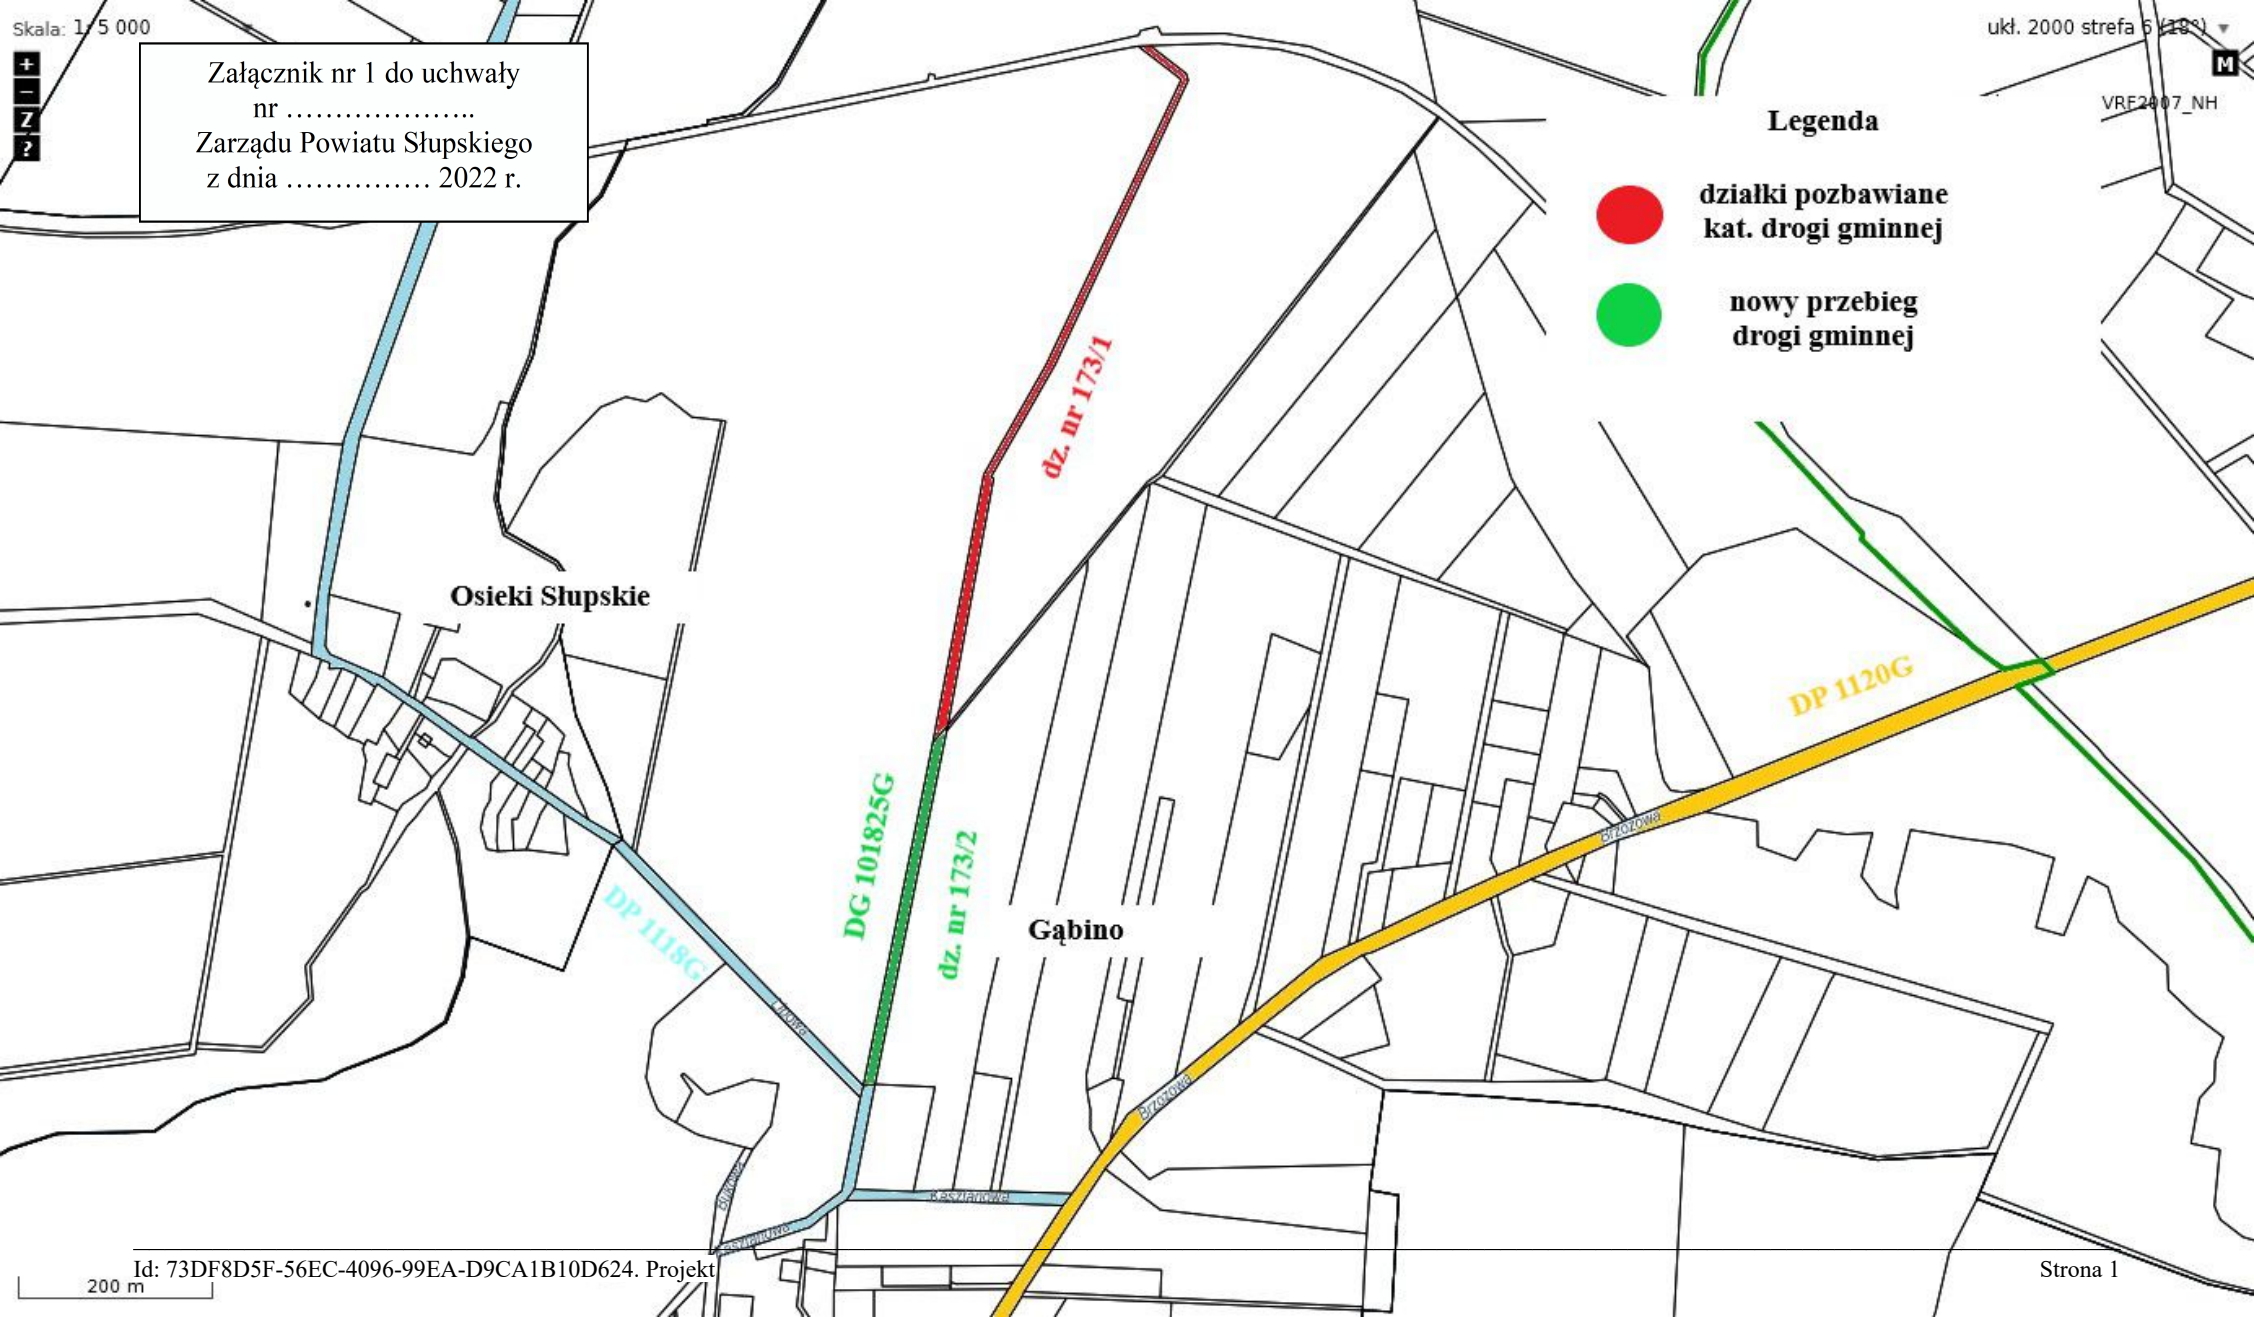 Skala: 1: 5 000
ukł. 2000 strefa 6 (18°)
+
–
Z
?
M
VRF2007_NH
Załącznik nr 1 do uchwały
nr ………………..
Zarządu Powiatu Słupskiego
z dnia …………… 2022 r.
Legenda
działki pozbawiane
kat. drogi gminnej
nowy przebieg
drogi gminnej
dz. nr 173/1
Osieki Słupskie
DP 1120G
DG 101825G
dz. nr 173/2
Brzozowa
DP 1118G
Gąbino
Lipowa
Brzozowa
Bukowa
Kasztanowa
Kasztanowa
Id: 73DF8D5F-56EC-4096-99EA-D9CA1B10D624. Projekt
Strona 1
200 m